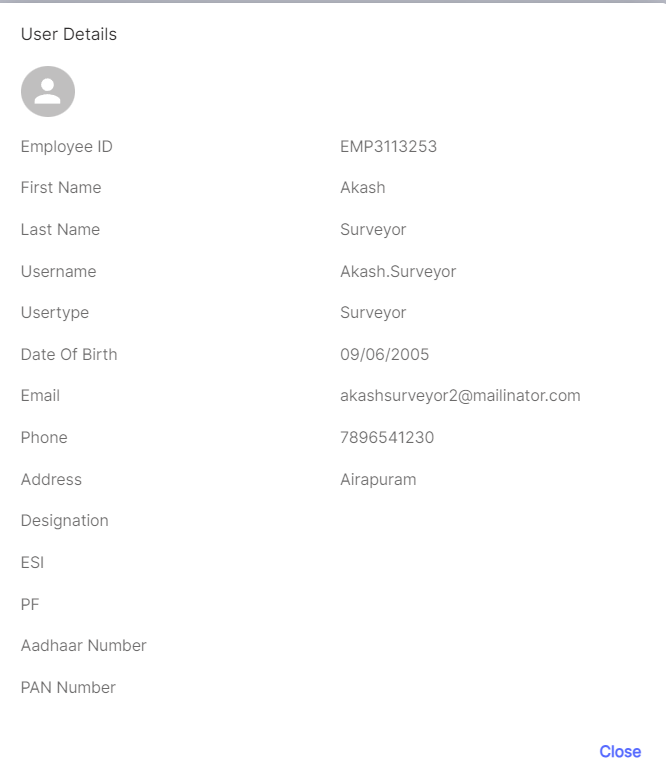 User Details
Employee ID EMP3113253
First Name Akash
Last Name Surveyor
Username Akash.Surveyor
Usertype Surveyor
Date Of Birth 09/06/2005
Email akashsurveyor2@mailinator.com
Phone 7896541230
Address Airapuram
Designation
ESI
PF
Aadhaar Number
PAN Number
Close